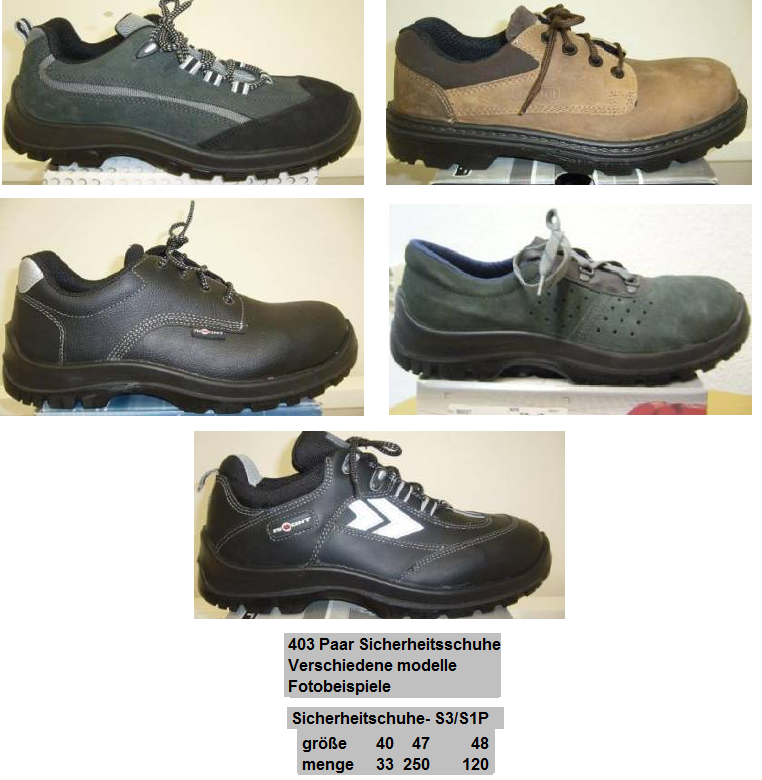 403 Paar Sicherheitsschuhe
Verschiedene modelle
Fotobeispiele
Sicherheitschuhe- S3/S1P
größe 40 47 48
menge 33 250 120